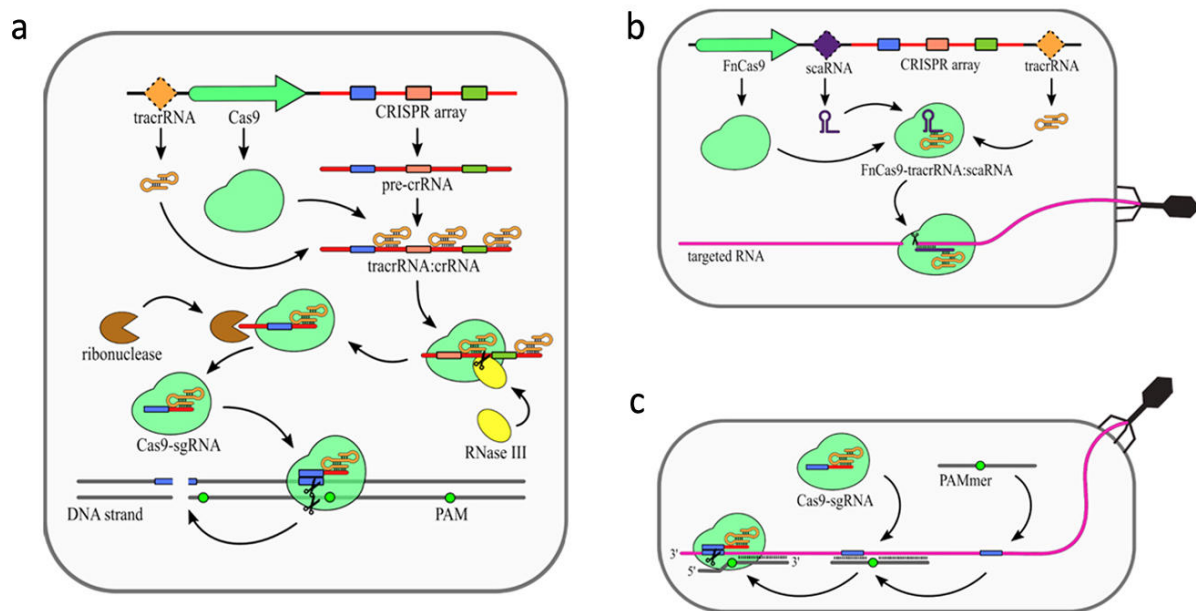 a
tracrRNA
Cas9
CRISPR array
pre-crRNA
tracrRNA:crRNA
ribonuclease
RNase III
Cas9-sgRNA
DNA strand
PAM
b
FnCas9
scaRNA
CRISPR array
tracrRNA
FnCas9-tracrRNA:scaRNA
targeted RNA
c
Cas9-sgRNA
PAMmer
3'
5'
3'